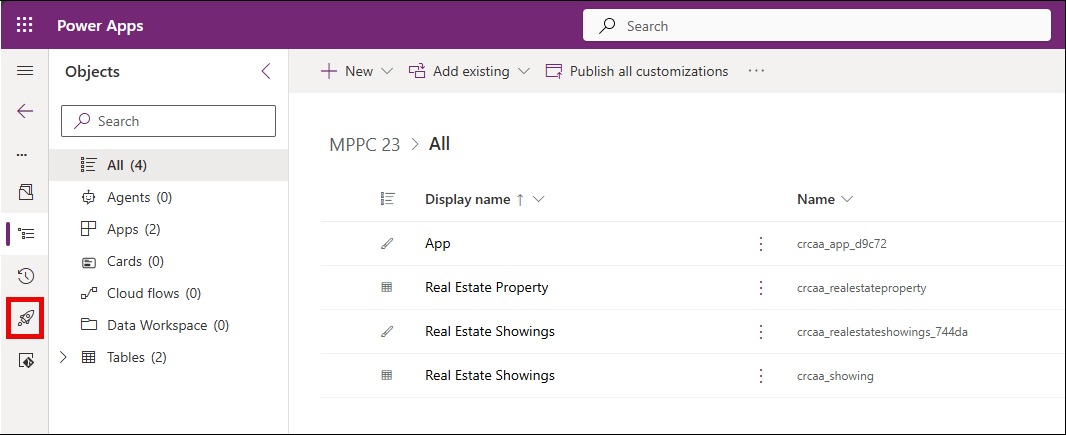 Power Apps
Search
Objects
New
Add existing
Publish all customizations
...
Search
...
All (4)
Agents (0)
Apps (2)
Cards (0)
Cloud flows (0)
Data Workspace (0)
Tables (2)
MPPC 23 > All
Display name ↑ Name
App crcaa_app_d9c72
Real Estate Property crcaa_realestateproperty
Real Estate Showings crcaa_realestateshowings_744da
Real Estate Showings crcaa_showing